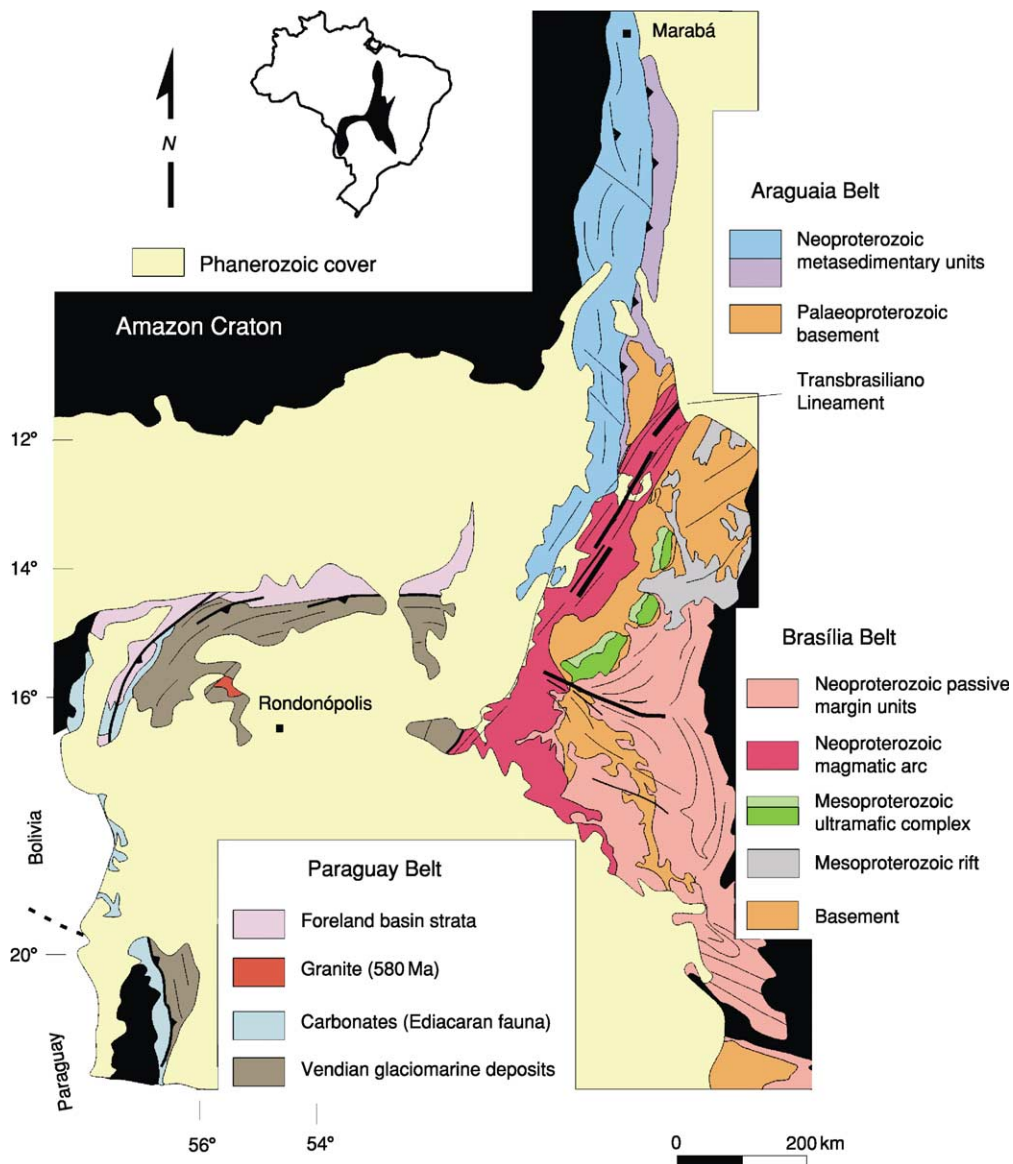 Marabá
N
Phanerozoic cover
Amazon Craton
Araguaia Belt
Neoproterozoic
metasedimentary units
Palaeoproterozoic
basement
Transbrasiliano
Lineament
12°
14°
16°
Rondonópolis
Brasília Belt
Neoproterozoic passive
margin units
Neoproterozoic
magmatic arc
Mesoproterozoic
ultramafic complex
Mesoproterozoic rift
Basement
Bolivia
Paraguay
20°
Paraguay Belt
Foreland basin strata
Granite (580 Ma)
Carbonates (Ediacaran fauna)
Vendian glaciomarine deposits
56°
54°
0
200 km